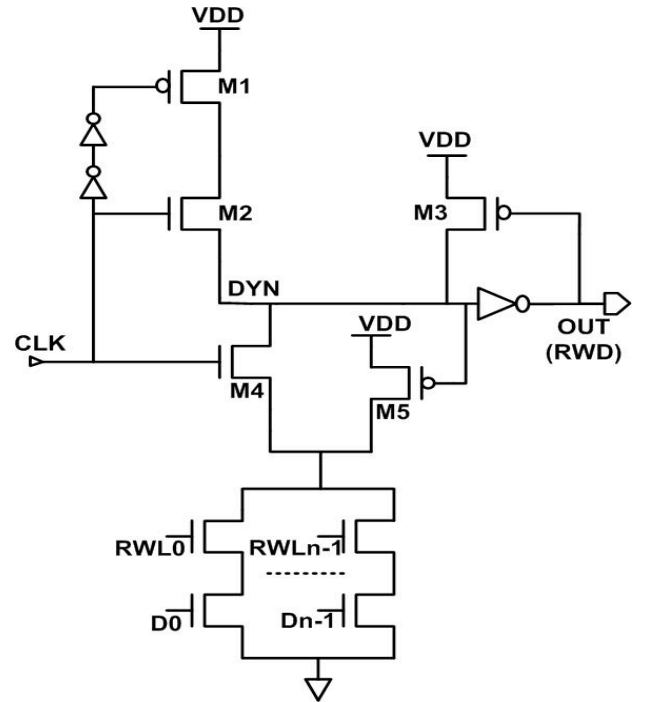 VDD
M1
VDD
M2
M3
DYN
CLK
VDD
OUT
(RWD)
M4
M5
RWL0
RWLn-1
D0
Dn-1